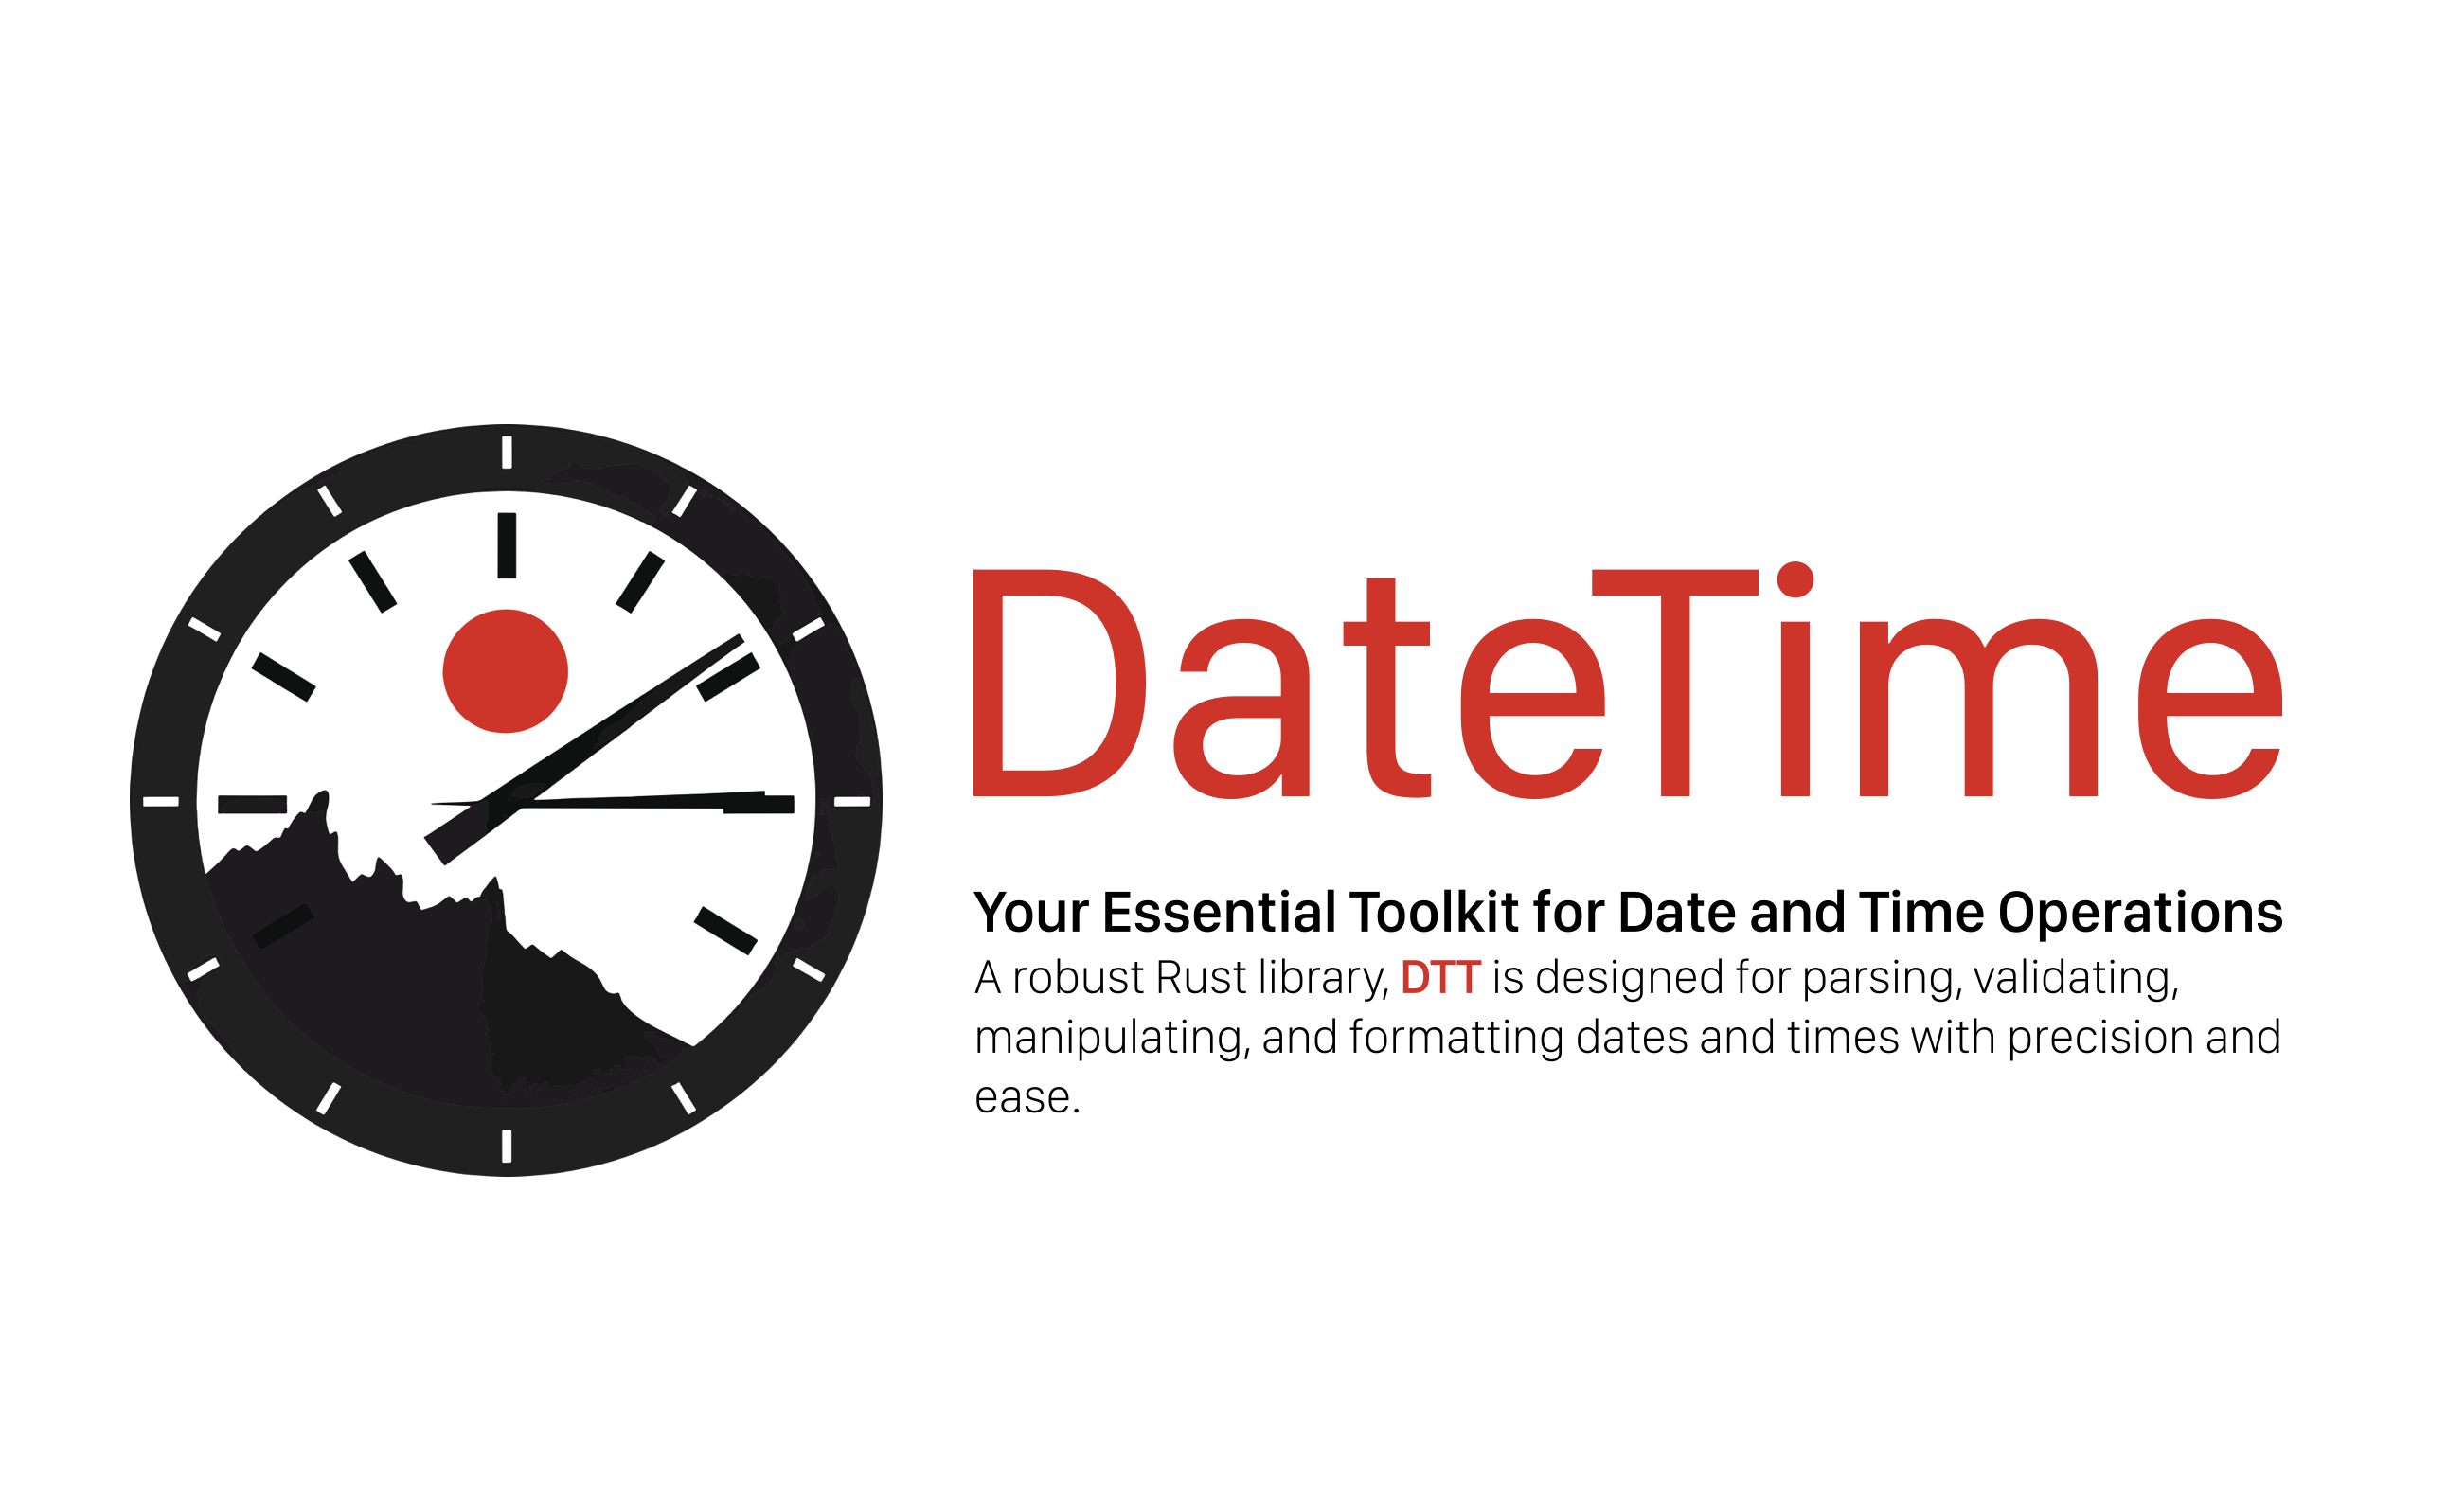 DateTime
Your Essential Toolkit for Date and Time Operations
A robust Rust library, DTT is designed for parsing, validating,
manipulating, and formatting dates and times with precision and
ease.